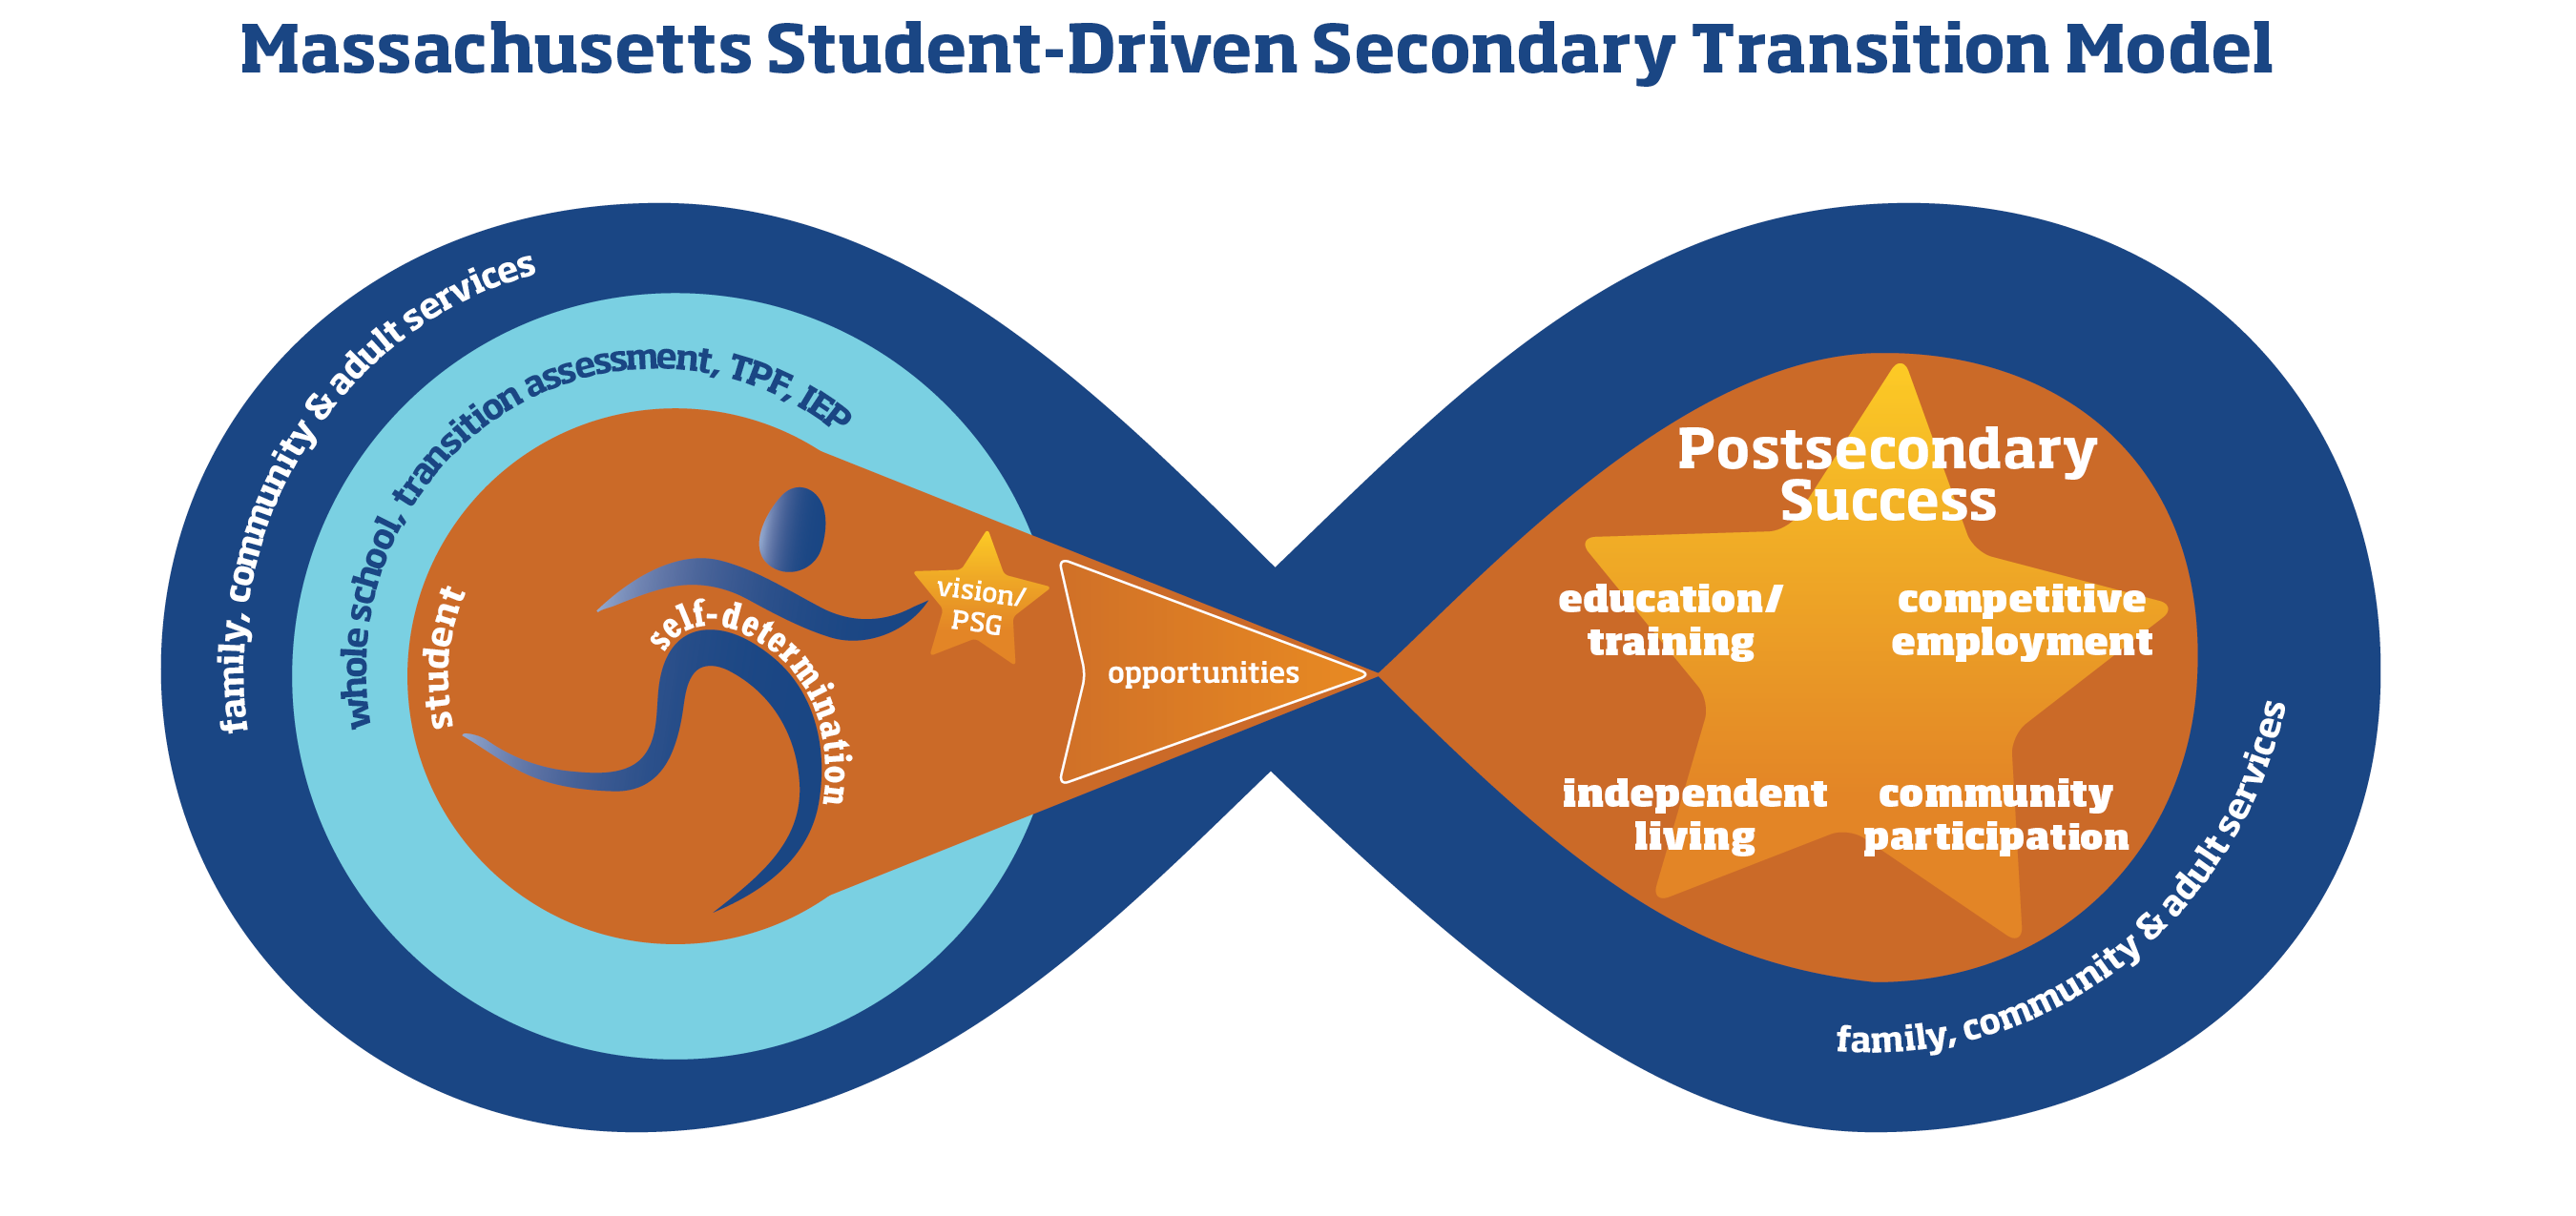 Massachusetts Student-Driven Secondary Transition Model
family, community & adult services
whole school, transition assessment, TPF, IEP
student
self-determination
vision/
PSG
opportunities
Postsecondary
Success
education/
training
competitive
employment
independent
living
community
participation
family, community & adult services